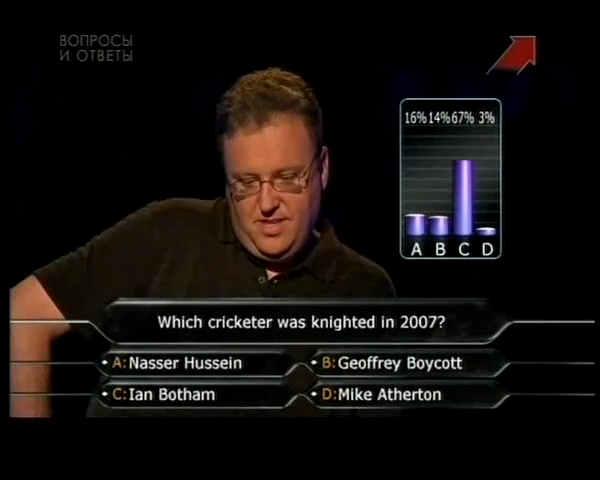 ВОПРОСЫ
И ОТВЕТЫ
16% 14% 67% 3%
A B C D
Which cricketer was knighted in 2007?
A: Nasser Hussein
B: Geoffrey Boycott
C: Ian Botham
D: Mike Atherton